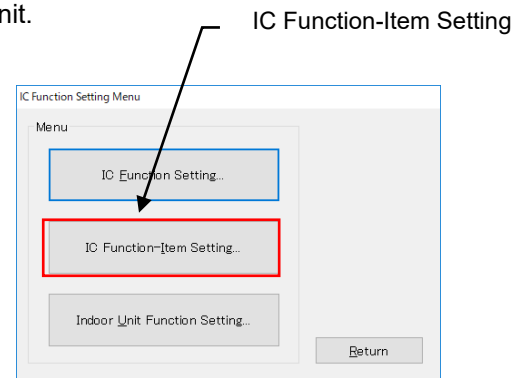 nit.
IC Function-Item Setting
IC Function Setting Menu
Menu
IC Function Setting...
IC Function-Item Setting...
Indoor Unit Function Setting...
Return